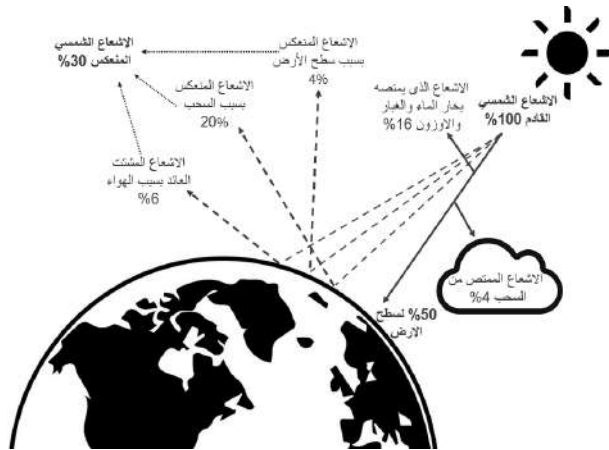 الاشعاع الشمسي
القادم 100%
الاشعاع الذى يمتصه
بخار الماء والغبار
والاوزون 16%
الاشعاع المنعكس
بسبب سطح الأرض
4%
الاشعاع الشمسي
المنعكس 30%
الاشعاع المنعكس
بسبب السحب
20%
الاشعاع المشتت
العائد بسبب الهواء
6%
الاشعاع الممتص من
السحب 4%
50% لسطح
الارض